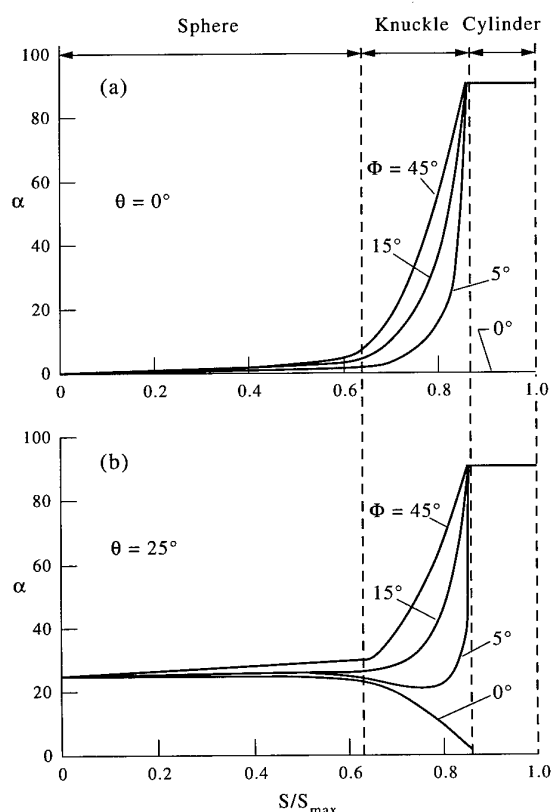 Sphere Knuckle Cylinder
100
(a)
80
Φ = 45°
60
α
θ = 0°
15°
40
5°
20
0°
0
0 0.2 0.4 0.6 0.8 1.0
100
(b)
80
Φ = 45°
θ = 25°
60
α
15°
40
5°
20
0°
0
0 0.2 0.4 0.6 0.8 1.0
S/Smax